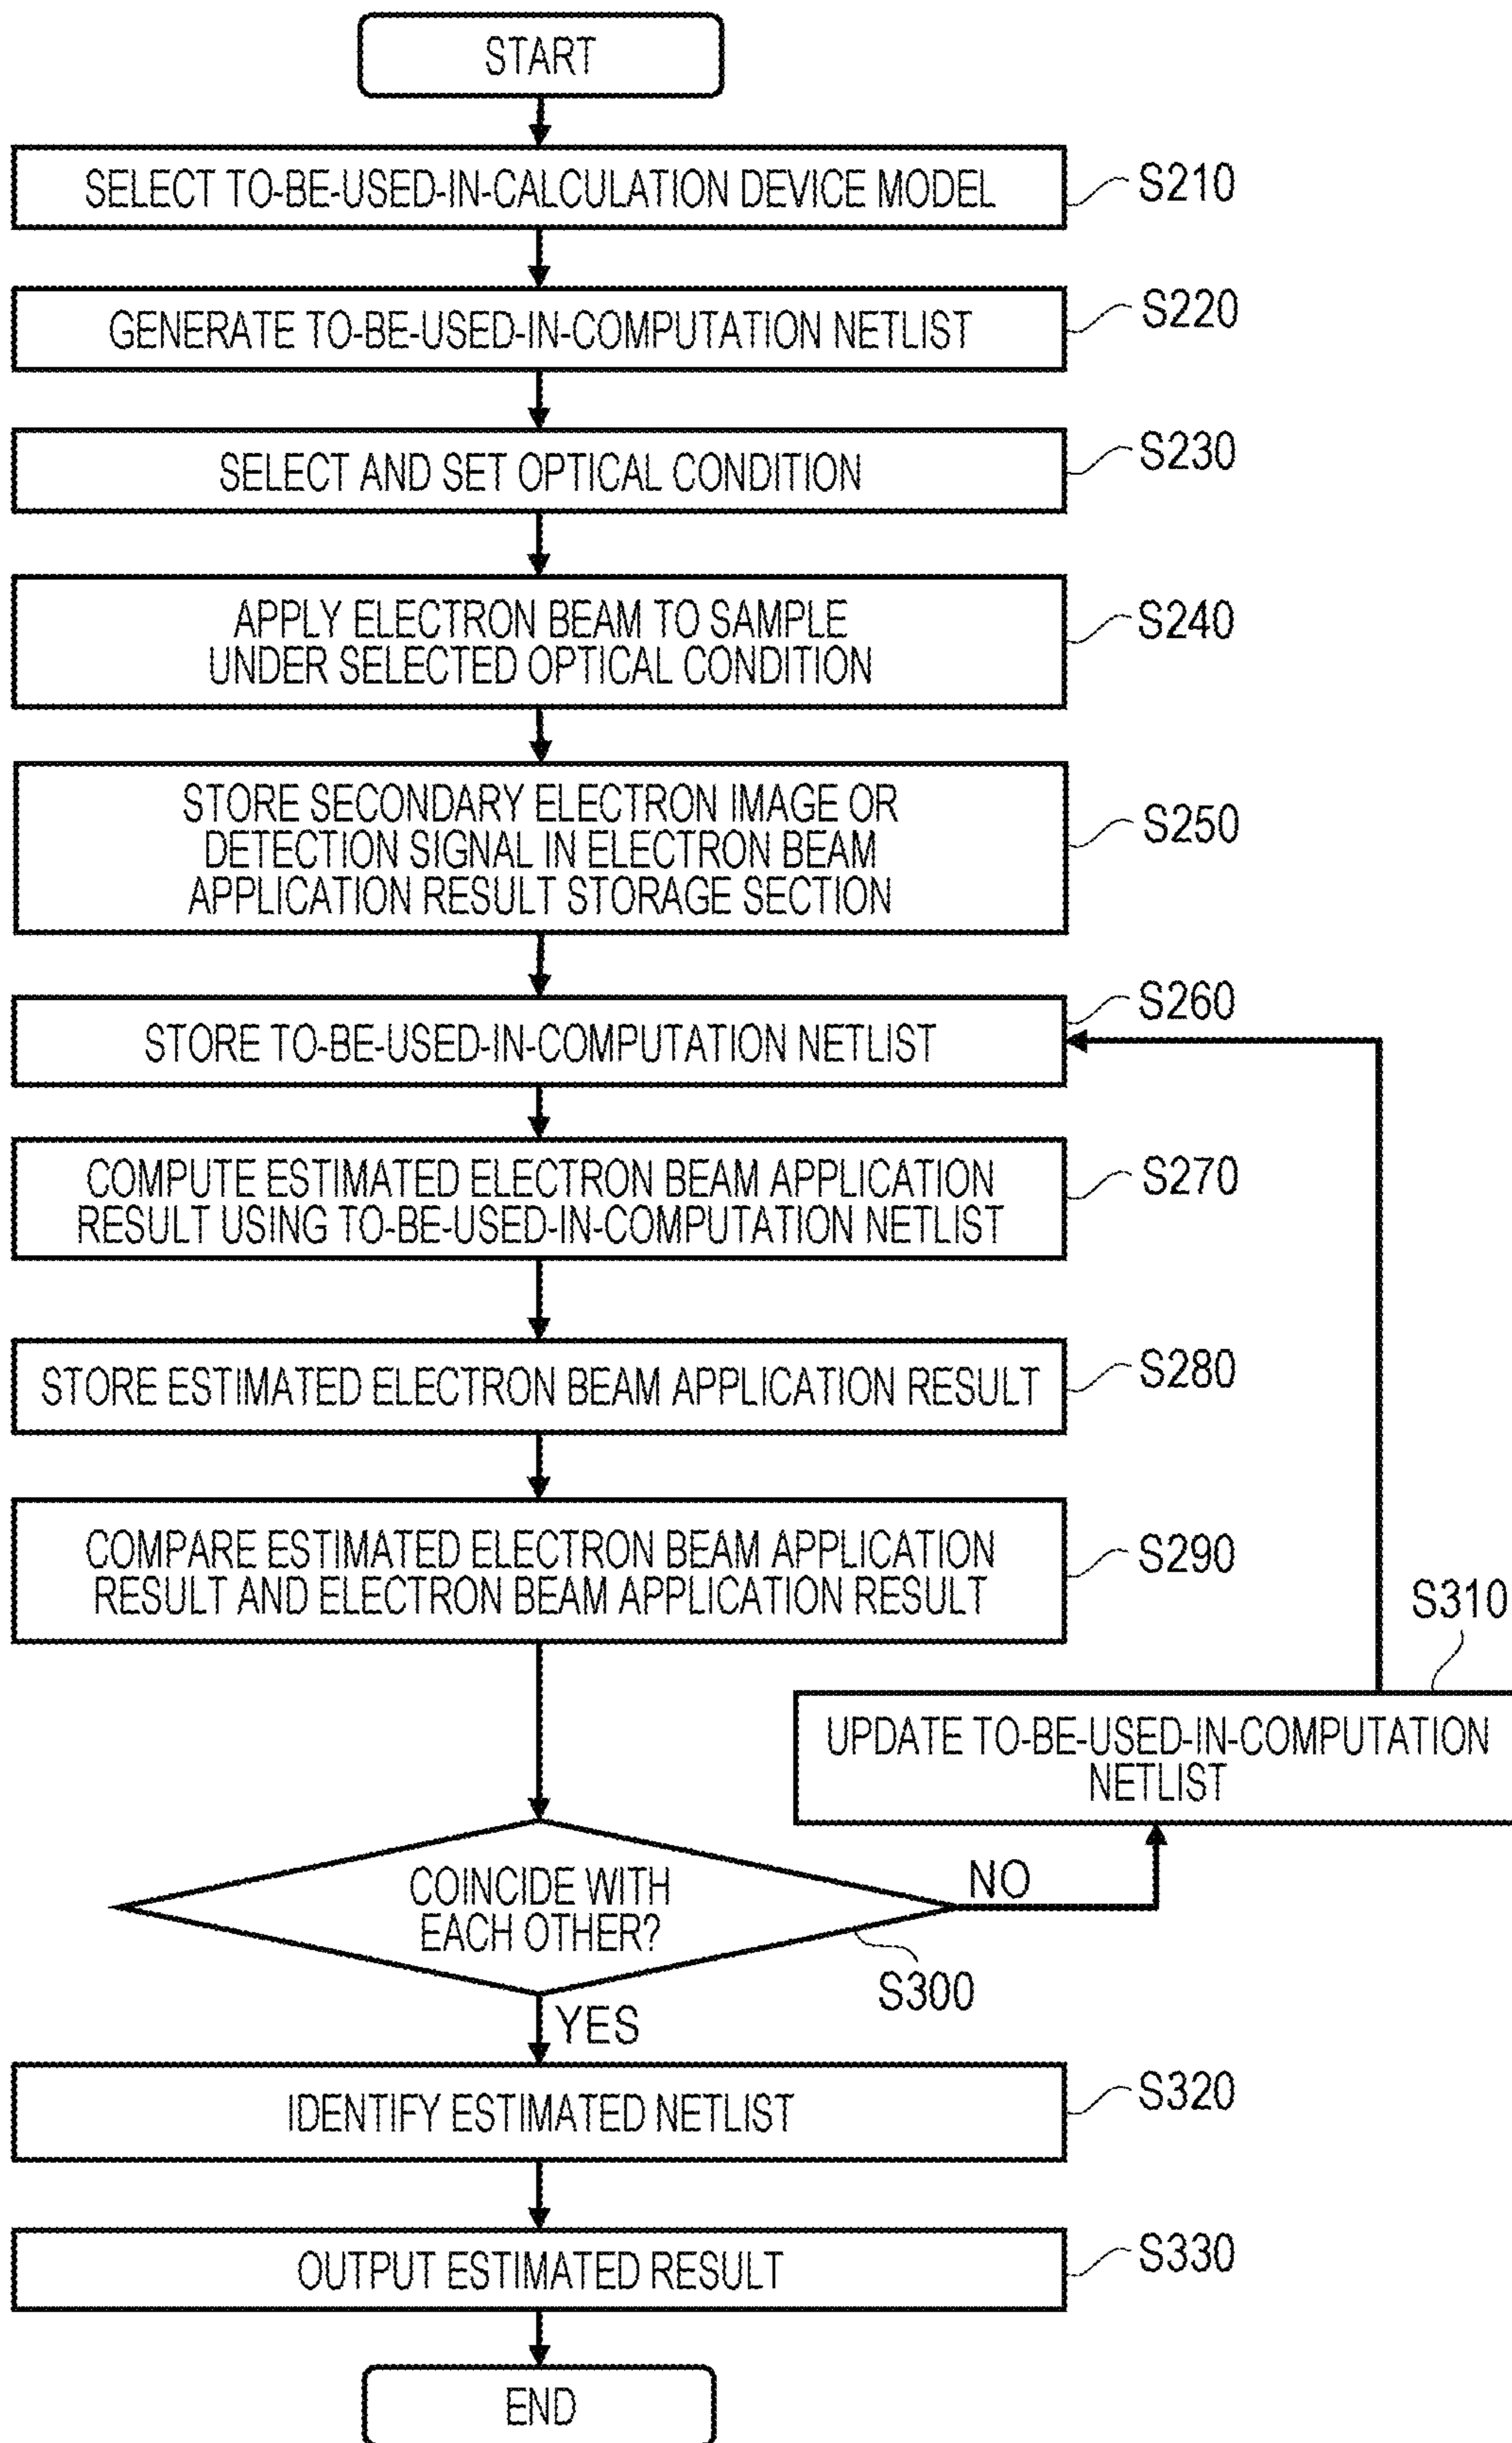 START
SELECT TO-BE-USED-IN-CALCULATION DEVICE MODEL
S210
GENERATE TO-BE-USED-IN-COMPUTATION NETLIST
S220
SELECT AND SET OPTICAL CONDITION
S230
APPLY ELECTRON BEAM TO SAMPLE
UNDER SELECTED OPTICAL CONDITION
S240
STORE SECONDARY ELECTRON IMAGE OR
DETECTION SIGNAL IN ELECTRON BEAM
APPLICATION RESULT STORAGE SECTION
S250
STORE TO-BE-USED-IN-COMPUTATION NETLIST
S260
COMPUTE ESTIMATED ELECTRON BEAM APPLICATION
RESULT USING TO-BE-USED-IN-COMPUTATION NETLIST
S270
STORE ESTIMATED ELECTRON BEAM APPLICATION RESULT
S280
COMPARE ESTIMATED ELECTRON BEAM APPLICATION
RESULT AND ELECTRON BEAM APPLICATION RESULT
S290
S310
UPDATE TO-BE-USED-IN-COMPUTATION
NETLIST
COINCIDE WITH
EACH OTHER?
NO
S300
YES
IDENTIFY ESTIMATED NETLIST
S320
OUTPUT ESTIMATED RESULT
S330
END